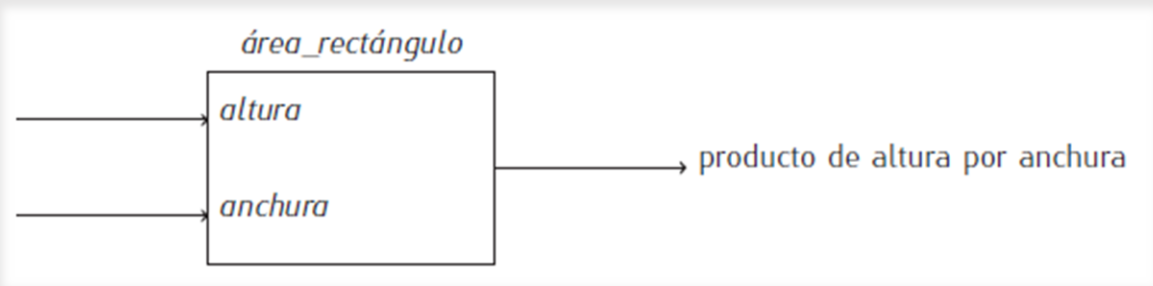 área_rectángulo
altura
producto de altura por anchura
anchura